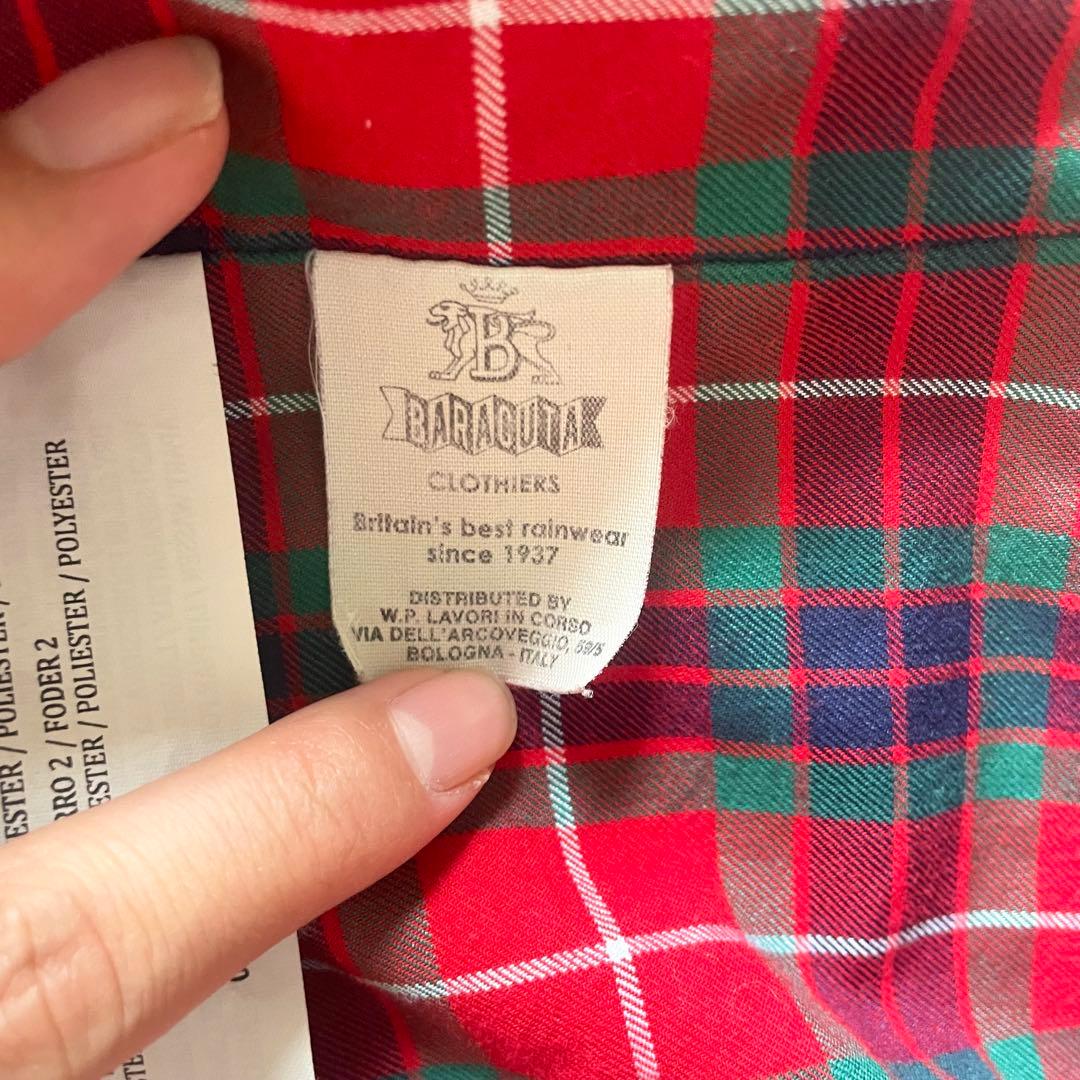 B
BARACUTA
CLOTHIERS
Britain's best rainwear
since 1937
DISTRIBUTED BY
W.P. LAVORI IN CORSO
VIA DELL'ARCOVEGGIO, 59/5
BOLOGNA - ITALY
ESTER / POLIESTER /
RRO 2 / FODER 2
ESTER / POLIESTER / POLYESTER